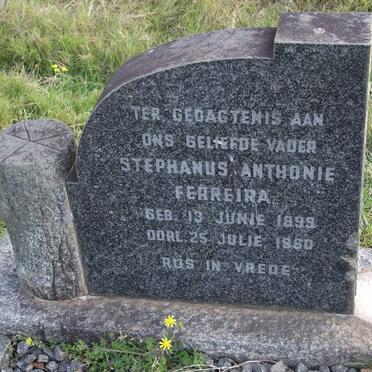 TER GEDAGTENIS AAN
ONS GELIEFDE VADER
STEPHANUS ANTHONIE
FERREIRA
GEB. 13 JUNIE 1899
OORL. 25 JULIE 1960
RUS IN VREDE